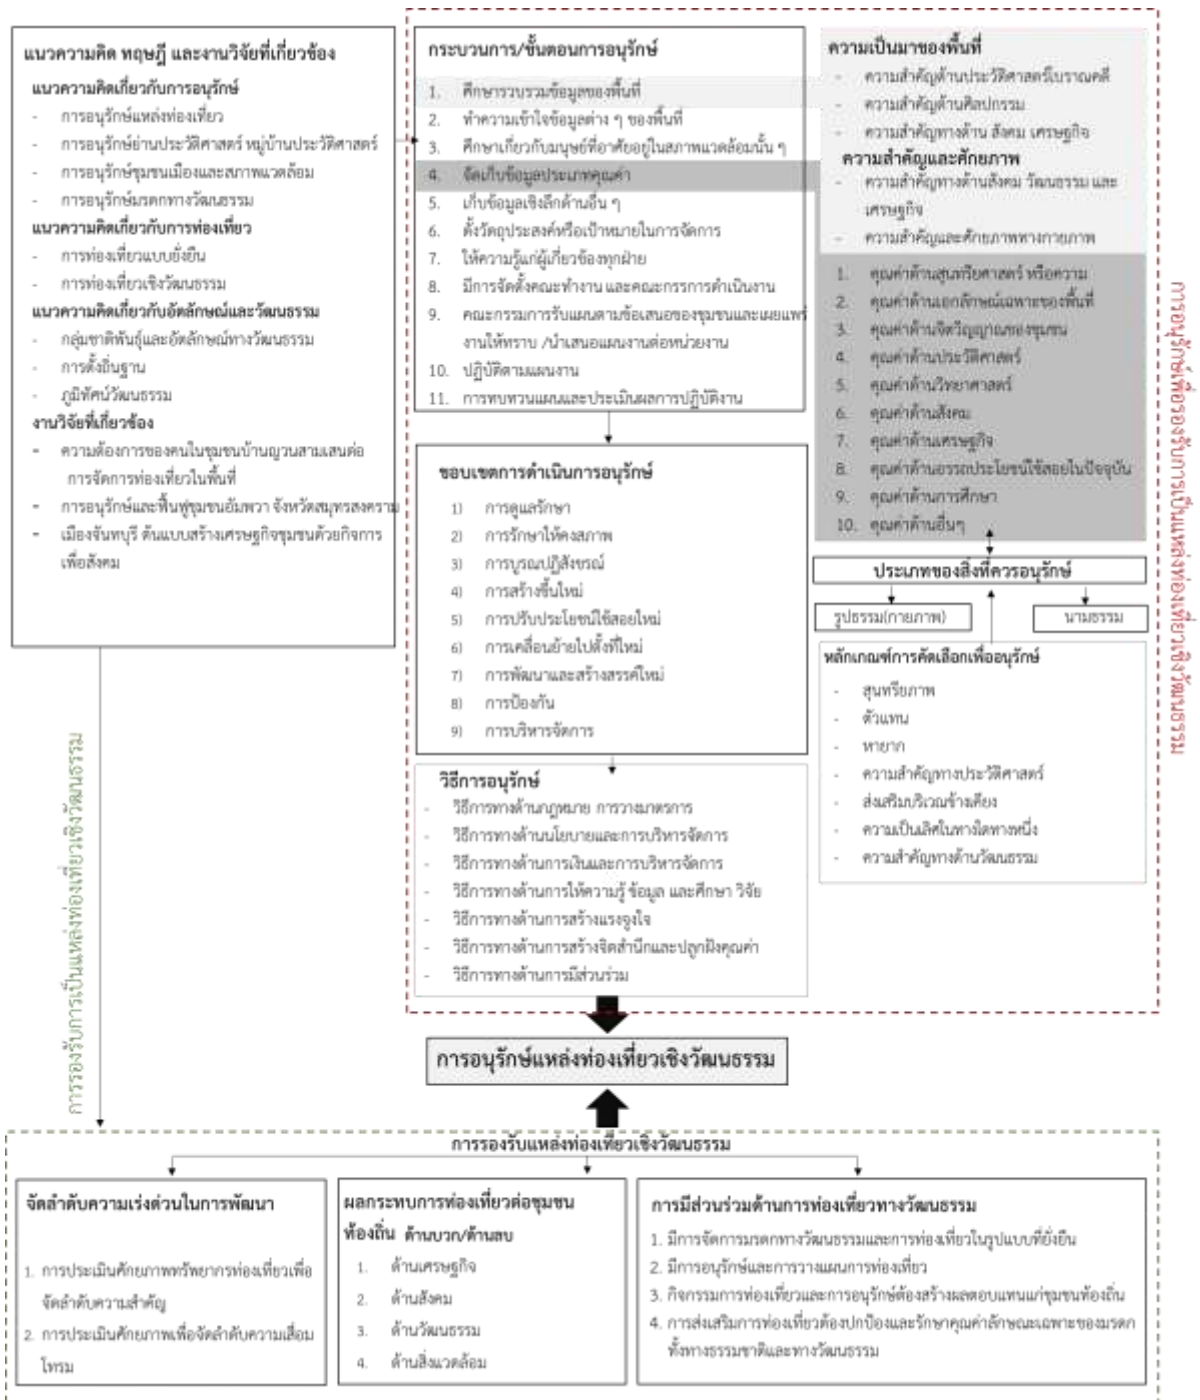 แนวความคิด ทฤษฎี และงานวิจัยที่เกี่ยวข้อง
แนวความคิดเกี่ยวกับการอนุรักษ์
- การอนุรักษ์แหล่งท่องเที่ยว
- การอนุรักษ์ย่านประวัติศาสตร์ หมู่บ้านประวัติศาสตร์
- การอนุรักษ์ชุมชนเมืองและสภาพแวดล้อม
- การอนุรักษ์มรดกทางวัฒนธรรม
แนวความคิดเกี่ยวกับการท่องเที่ยว
- การท่องเที่ยวแบบยั่งยืน
- การท่องเที่ยวเชิงวัฒนธรรม
แนวความคิดเกี่ยวกับอัตลักษณ์และวัฒนธรรม
- กลุ่มชาติพันธุ์และอัตลักษณ์ทางวัฒนธรรม
- การตั้งถิ่นฐาน
- ภูมิทัศน์วัฒนธรรม
งานวิจัยที่เกี่ยวข้อง
- ความต้องการของคนในชุมชนบ้านญวนสามเสนต่อ
การจัดการท่องเที่ยวในพื้นที่
- การอนุรักษ์และฟื้นฟูชุมชนอัมพวา จังหวัดสมุทรสงคราม
- เมืองจันทบุรี ต้นแบบสร้างเศรษฐกิจชุมชนด้วยกิจการ
เพื่อสังคม
กระบวนการ/ขั้นตอนการอนุรักษ์
1. ศึกษารวบรวมข้อมูลของพื้นที่
2. ทำความเข้าใจข้อมูลต่าง ๆ ของพื้นที่
3. ศึกษาเกี่ยวกับมนุษย์ที่อาศัยอยู่ในสภาพแวดล้อมนั้น ๆ
4. จัดเก็บข้อมูลประเภทคุณค่า
5. เก็บข้อมูลเชิงลึกด้านอื่น ๆ
6. ตั้งวัตถุประสงค์หรือเป้าหมายในการจัดการ
7. ให้ความรู้แก่ผู้เกี่ยวข้องทุกฝ่าย
8. มีการจัดตั้งคณะทำงาน และคณะกรรการดำเนินงาน
9. คณะกรรมการรับแผนตามข้อเสนอของชุมชนและเผยแพร่
งานให้ทราบ /นำเสนอแผนงานต่อหน่วยงาน
10. ปฏิบัติตามแผนงาน
11. การทบทวนแผนและประเมินผลการปฏิบัติงาน
ขอบเขตการดำเนินการอนุรักษ์
1) การดูแลรักษา
2) การรักษาให้คงสภาพ
3) การบูรณปฏิสังขรณ์
4) การสร้างขึ้นใหม่
5) การปรับประโยชน์ใช้สอยใหม่
6) การเคลื่อนย้ายไปตั้งที่ใหม่
7) การพัฒนาและสร้างสรรค์ใหม่
8) การป้องกัน
9) การบริหารจัดการ
วิธีการอนุรักษ์
- วิธีการทางด้านกฎหมาย การวางมาตรการ
- วิธีการทางด้านนโยบายและการบริหารจัดการ
- วิธีการทางด้านการเงินและการบริหารจัดการ
- วิธีการทางด้านการให้ความรู้ ข้อมูล และศึกษา วิจัย
- วิธีการทางด้านการสร้างแรงจูงใจ
- วิธีการทางด้านการสร้างจิตสำนึกและปลูกฝังคุณค่า
- วิธีการทางด้านการมีส่วนร่วม
ความเป็นมาของพื้นที่
- ความสำคัญด้านประวัติศาสตร์โบราณคดี
- ความสำคัญด้านศิลปกรรม
- ความสำคัญทางด้าน สังคม เศรษฐกิจ
ความสำคัญและศักยภาพ
- ความสำคัญทางด้านสังคม วัฒนธรรม และ
เศรษฐกิจ
- ความสำคัญและศักยภาพทางกายภาพ
1. คุณค่าด้านสุนทรียศาสตร์ หรือความ
2. คุณค่าด้านเอกลักษณ์เฉพาะของพื้นที่
3. คุณค่าด้านจิตวิญญาณของชุมชน
4. คุณค่าด้านประวัติศาสตร์
5. คุณค่าด้านวิทยาศาสตร์
6. คุณค่าด้านสังคม
7. คุณค่าด้านเศรษฐกิจ
8. คุณค่าด้านอรรถประโยชน์ใช้สอยในปัจจุบัน
9. คุณค่าด้านการศึกษา
10. คุณค่าด้านอื่นๆ
ประเภทของสิ่งที่ควรอนุรักษ์
รูปธรรม(กายภาพ)
นามธรรม
หลักเกณฑ์การคัดเลือกเพื่ออนุรักษ์
- สุนทรียภาพ
- ตัวแทน
- หายาก
- ความสำคัญทางประวัติศาสตร์
- ส่งเสริมบริเวณข้างเคียง
- ความเป็นเลิศในทางใดทางหนึ่ง
- ความสำคัญทางด้านวัฒนธรรม
การอนุรักษ์เพื่อรองรับการเป็นแหล่งท่องเที่ยวเชิงวัฒนธรรม
การรองรับการเป็นแหล่งท่องเที่ยวเชิงวัฒนธรรม
การอนุรักษ์แหล่งท่องเที่ยวเชิงวัฒนธรรม
การรองรับแหล่งท่องเที่ยวเชิงวัฒนธรรม
จัดลำดับความเร่งด่วนในการพัฒนา
1. การประเมินศักยภาพทรัพยากรท่องเที่ยวเพื่อ
จัดลำดับความสำคัญ
2. การประเมินศักยภาพเพื่อจัดลำดับความเสื่อม
โทรม
ผลกระทบการท่องเที่ยวต่อชุมชน
ท้องถิ่น ด้านบวก/ด้านลบ
1. ด้านเศรษฐกิจ
2. ด้านสังคม
3. ด้านวัฒนธรรม
4. ด้านสิ่งแวดล้อม
การมีส่วนร่วมด้านการท่องเที่ยวทางวัฒนธรรม
1. มีการจัดการมรดกทางวัฒนธรรมและการท่องเที่ยวในรูปแบบที่ยั่งยืน
2. มีการอนุรักษ์และการวางแผนการท่องเที่ยว
3. กิจกรรมการท่องเที่ยวและการอนุรักษ์ต้องสร้างผลตอบแทนแก่ชุมชนท้องถิ่น
4. การส่งเสริมการท่องเที่ยวต้องปกป้องและรักษาคุณค่าลักษณะเฉพาะของมรดก
ทั้งทางธรรมชาติและทางวัฒนธรรม